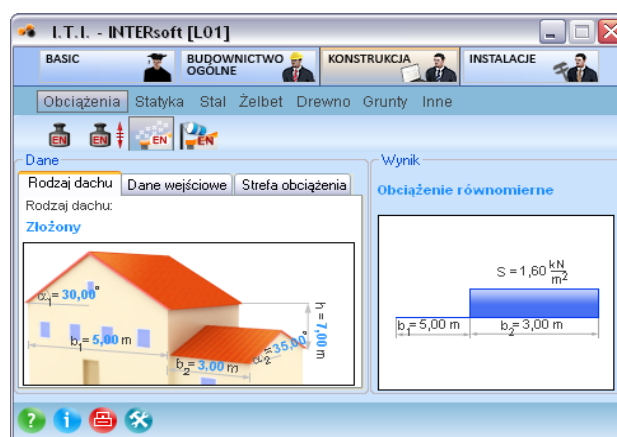 I.T.I. - INTERsoft [L01]
BASIC
BUDOWNICTWO OGÓLNE
KONSTRUKCJA
INSTALACJE
Obciążenia Statyka Stal Żelbet Drewno Grunty Inne
EN EN EN EN
Dane
Rodzaj dachu Dane wejściowe Strefa obciążenia
Rodzaj dachu:
Złożony
α₁= 30,00°
b₁= 5,00 m
b₂= 3,00 m
α₂= 35,00°
h = 7,00 m
Wynik
Obciążenie równomierne
S = 1,60 kN/m²
b₁= 5,00 m b₂= 3,00 m